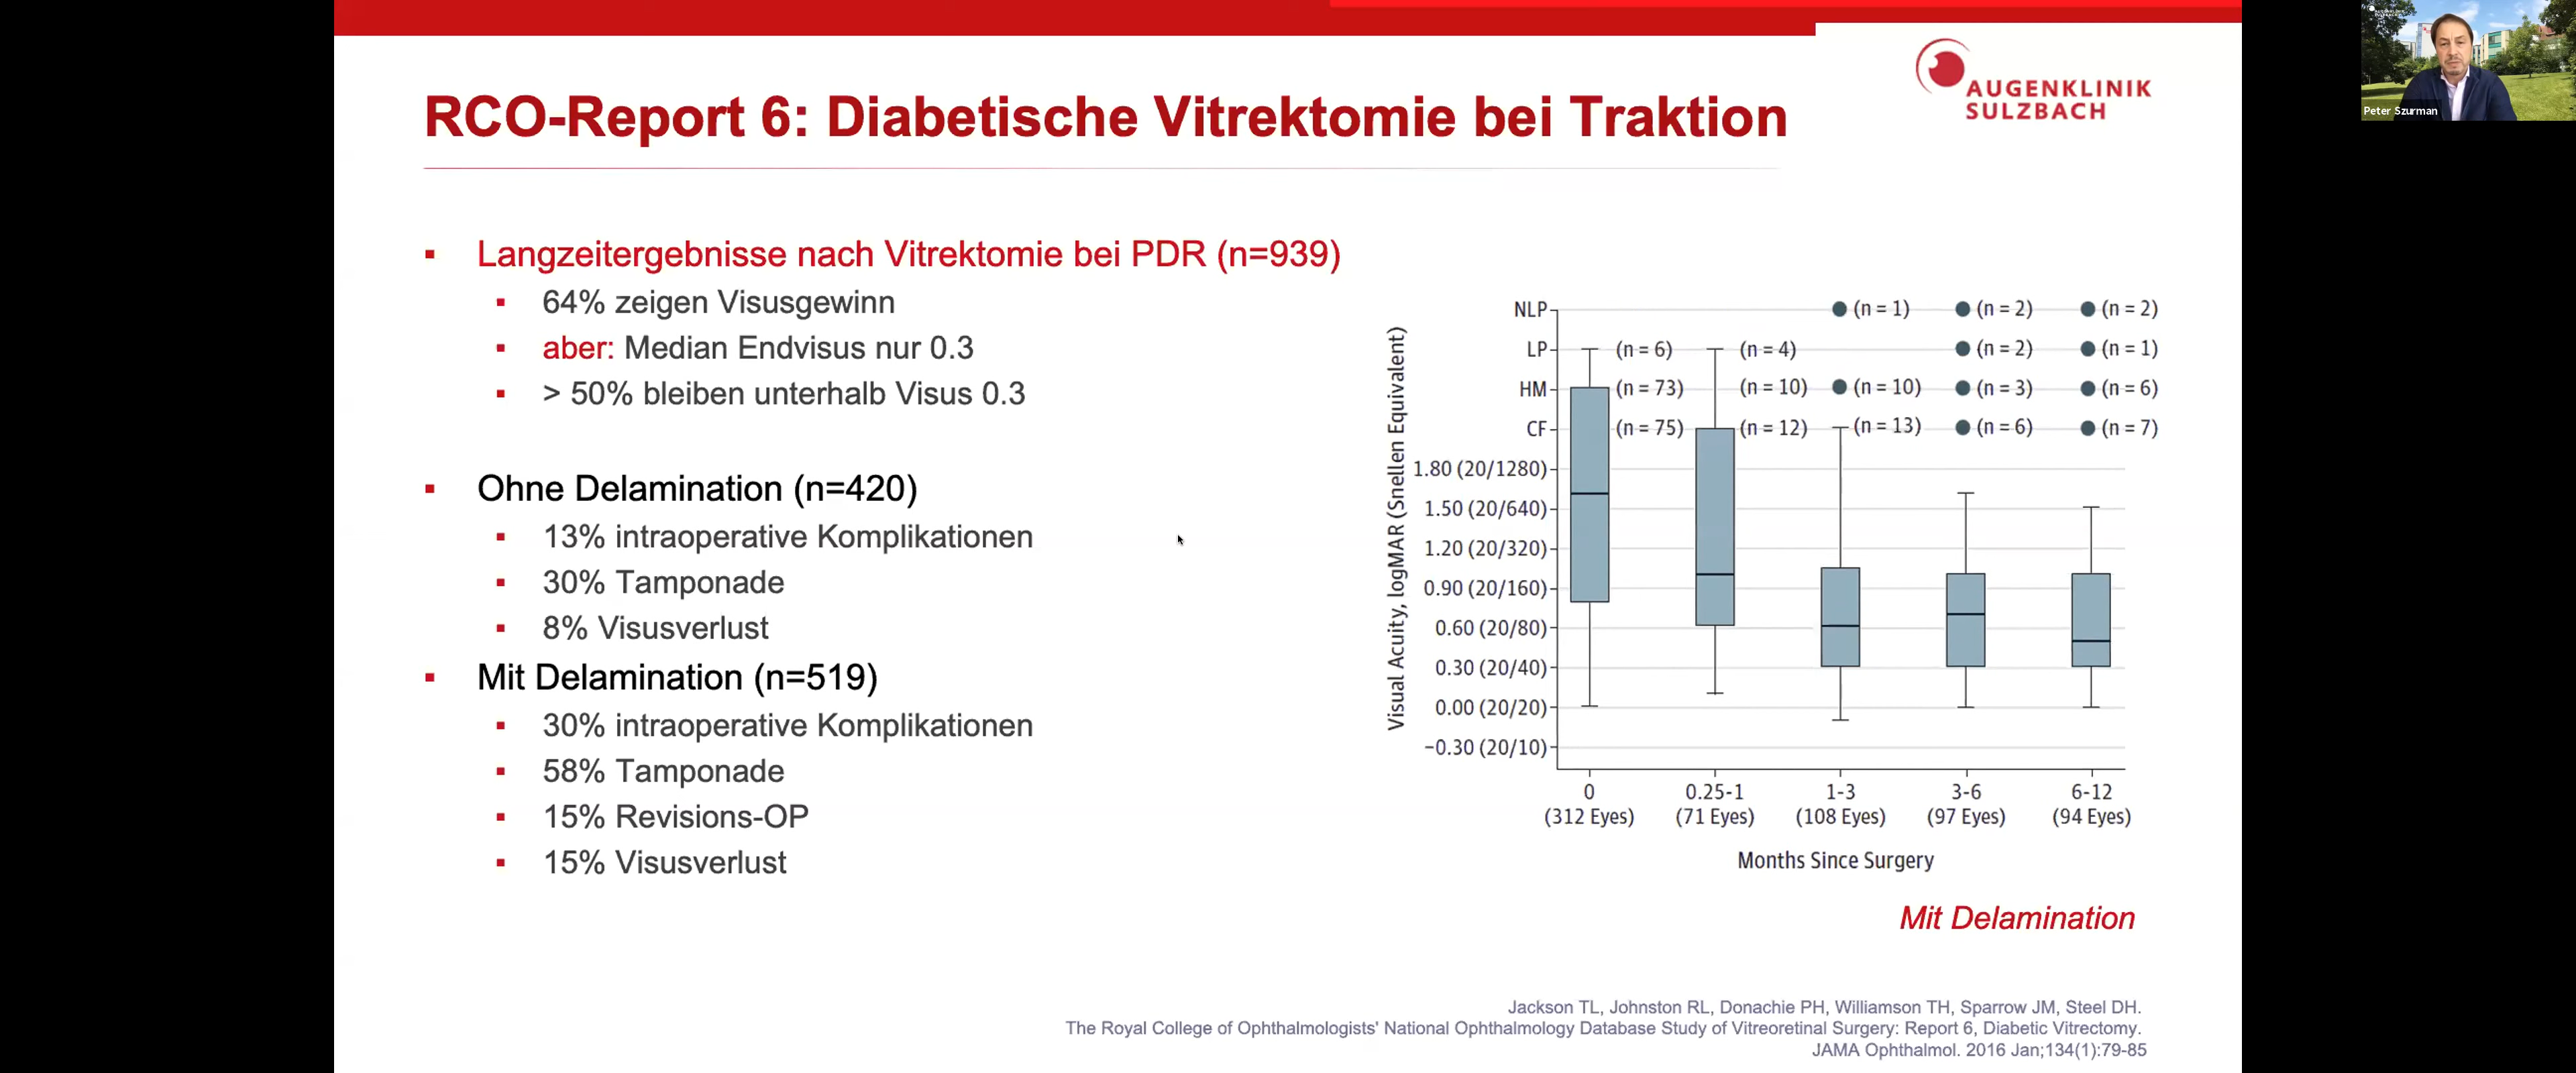 RCO-Report 6: Diabetische Vitrektomie bei Traktion
AUGENKLINIK
SULZBACH
Peter Szurman
Langzeitergebnisse nach Vitrektomie bei PDR (n=939)
64% zeigen Visusgewinn
aber: Median Endvisus nur 0.3
> 50% bleiben unterhalb Visus 0.3
Ohne Delamination (n=420)
13% intraoperative Komplikationen
30% Tamponade
8% Visusverlust
Mit Delamination (n=519)
30% intraoperative Komplikationen
58% Tamponade
15% Revisions-OP
15% Visusverlust
Visual Acuity, logMAR (Snellen Equivalent)
NLP (n = 1) (n = 2) (n = 2)
LP (n = 6) (n = 4) (n = 2) (n = 1)
HM (n = 73) (n = 10) (n = 10) (n = 3) (n = 6)
CF (n = 75) (n = 12) (n = 13) (n = 6) (n = 7)
1.80 (20/1280)
1.50 (20/640)
1.20 (20/320)
0.90 (20/160)
0.60 (20/80)
0.30 (20/40)
0.00 (20/20)
−0.30 (20/10)
0 0.25-1 1-3 3-6 6-12
(312 Eyes) (71 Eyes) (108 Eyes) (97 Eyes) (94 Eyes)
Months Since Surgery
Mit Delamination
Jackson TL, Johnston RL, Donachie PH, Williamson TH, Sparrow JM, Steel DH.
The Royal College of Ophthalmologists' National Ophthalmology Database Study of Vitreoretinal Surgery: Report 6, Diabetic Vitrectomy.
JAMA Ophthalmol. 2016 Jan;134(1):79-85